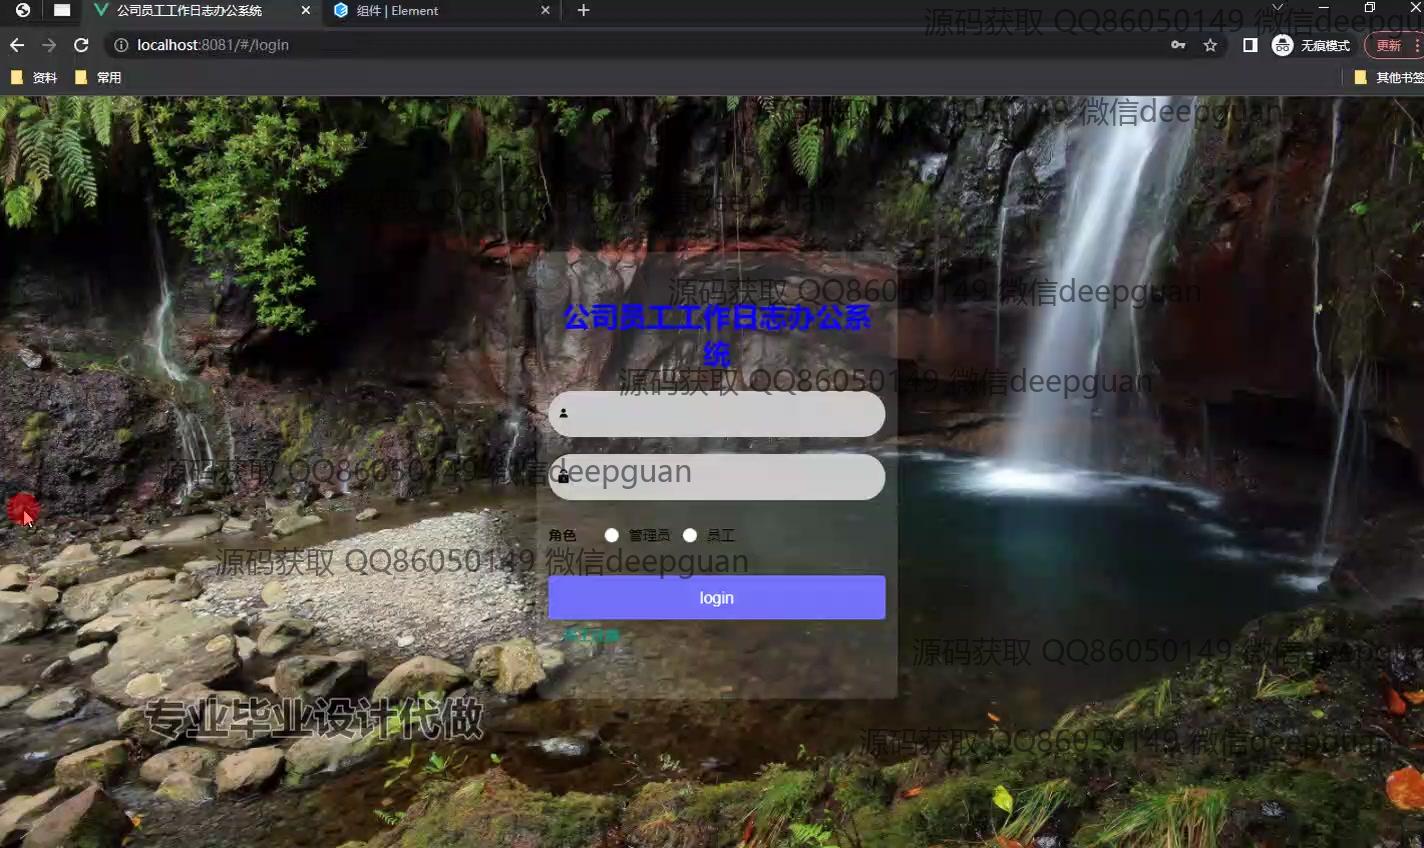 公司员工工作日志办公系统
组件 | Element
源码获取 QQ86050149 微信deepgu
localhost:8081/#/login
无痕模式
更新
资料
常用
其他书签
149 微信deepguan
源码获取 QQ86050149 微信deepguan
公司员工工作日志办公系
统
源码获取 QQ86050149 微信deepguan
源码获取 QQ86050149 微信deepguan
角色
管理员
员工
源码获取 QQ86050149 微信deepguan
login
源码获取 QQ86050149 微信deepgu
专业毕业设计代做
源码获取 QQ86050149 微信deepguan